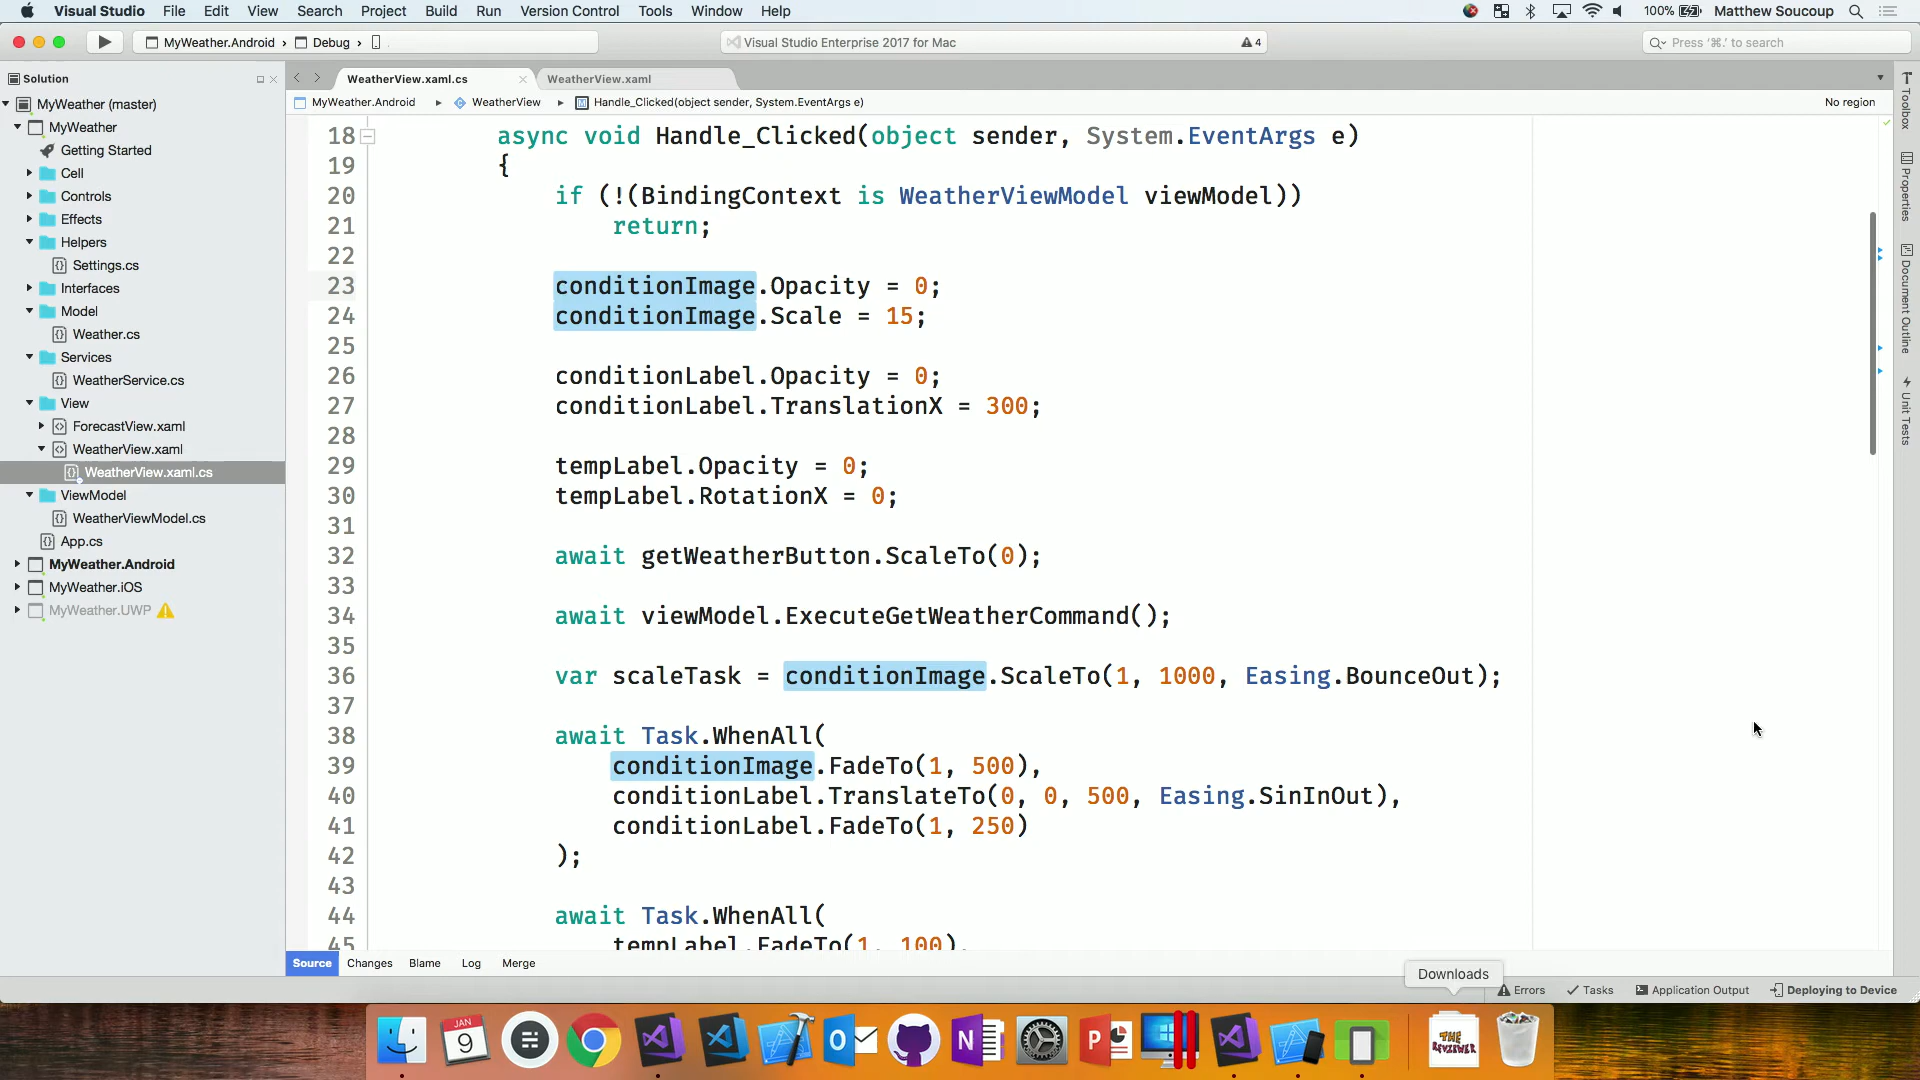 Visual Studio File Edit View Search Project Build Run Version Control Tools Window Help 100% Matthew Soucoup
MyWeather.Android › Debug ›
Visual Studio Enterprise 2017 for Mac 4
Press '⌘.' to search
Solution
MyWeather (master)
MyWeather
Getting Started
Cell
Controls
Effects
Helpers
Settings.cs
Interfaces
Model
Weather.cs
Services
WeatherService.cs
View
ForecastView.xaml
WeatherView.xaml
WeatherView.xaml.cs
ViewModel
WeatherViewModel.cs
App.cs
MyWeather.Android
MyWeather.iOS
MyWeather.UWP
WeatherView.xaml.cs WeatherView.xaml
MyWeather.Android WeatherView Handle_Clicked(object sender, System.EventArgs e) No region
18 async void Handle_Clicked(object sender, System.EventArgs e)
19 {
20 if (!(BindingContext is WeatherViewModel viewModel))
21 return;
22
23 conditionImage.Opacity = 0;
24 conditionImage.Scale = 15;
25
26 conditionLabel.Opacity = 0;
27 conditionLabel.TranslationX = 300;
28
29 tempLabel.Opacity = 0;
30 tempLabel.RotationX = 0;
31
32 await getWeatherButton.ScaleTo(0);
33
34 await viewModel.ExecuteGetWeatherCommand();
35
36 var scaleTask = conditionImage.ScaleTo(1, 1000, Easing.BounceOut);
37
38 await Task.WhenAll(
39 conditionImage.FadeTo(1, 500),
40 conditionLabel.TranslateTo(0, 0, 500, Easing.SinInOut),
41 conditionLabel.FadeTo(1, 250)
42 );
43
44 await Task.WhenAll(
45 tempLabel.FadeTo(1, 100),
Toolbox
Properties
Document Outline
Unit Tests
Source Changes Blame Log Merge
Downloads
Errors Tasks Application Output Deploying to Device
JAN
9
O
N
P
THE REVIEWER